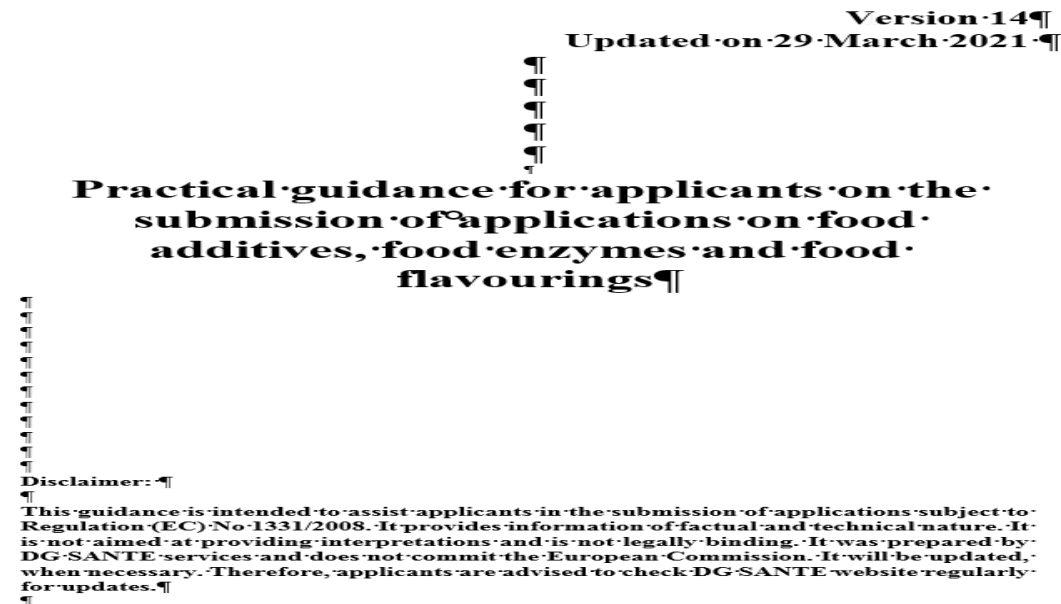 Version·14¶
Updated·on·29·March·2021·¶
¶
¶
¶
¶
¶
¶
Practical·guidance·for·applicants·on·the·
submission·of°applications·on·food·
additives,·food·enzymes·and·food·
flavourings¶
¶
¶
¶
¶
¶
¶
¶
¶
¶
¶
¶
¶
Disclaimer:·¶
¶
This·guidance·is·intended·to·assist·applicants·in·the·submission·of·applications·subject·to·
Regulation·(EC)·No·1331/2008.·It·provides·information·of·factual·and·technical·nature.·It·
is·not·aimed·at·providing·interpretations·and·is·not·legally·binding.·It·was·prepared·by·
DG·SANTE·services·and·does·not·commit·the·European·Commission.·It·will·be·updated,·
when·necessary.·Therefore,·applicants·are·advised·to·check·DG·SANTE·website·regularly·
for·updates.¶
¶